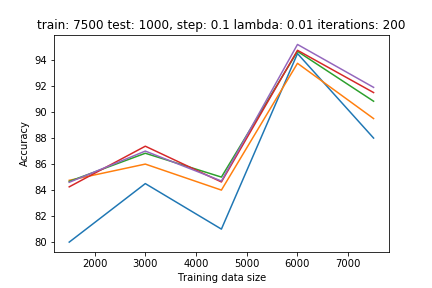 train: 7500 test: 1000, step: 0.1 lambda: 0.01 iterations: 200
94
92
90
88
86
84
82
80
Accuracy
2000 3000 4000 5000 6000 7000
Training data size